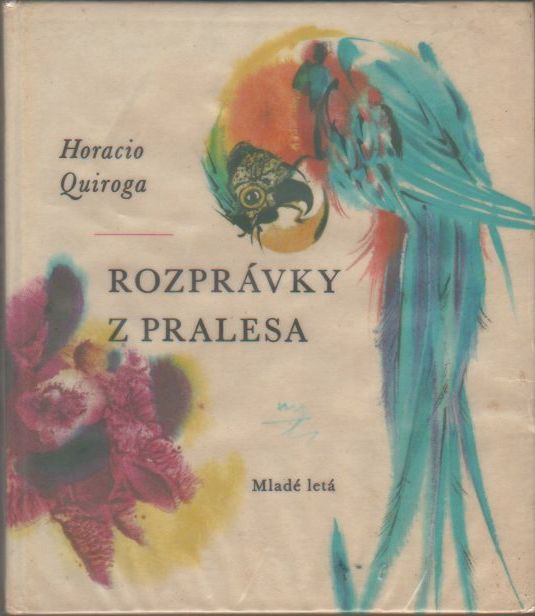 Horacio
Quiroga
ROZPRÁVKY
Z PRALESA
Mladé letá